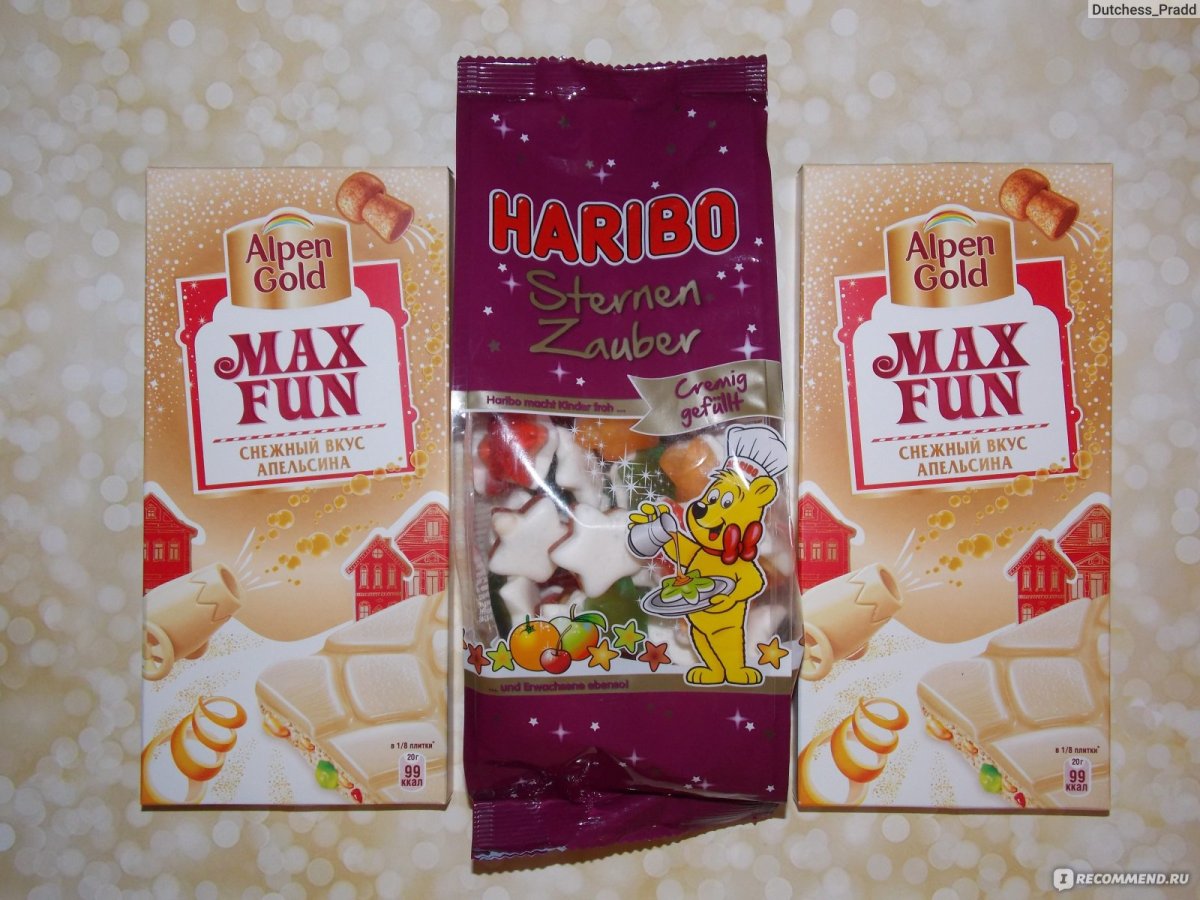 Dutchess_Pradd
Alpen
Gold
MAX
FUN
СНЕЖНЫЙ ВКУС
АПЕЛЬСИНА
в 1/8 плитки*
20г
99
ккал
HARIBO
Sternen
Zauber
Cremig
gefüllt
Haribo macht Kinder froh ...
HARIBO
... und Erwachsene ebenso!
Alpen
Gold
MAX
FUN
СНЕЖНЫЙ ВКУС
АПЕЛЬСИНА
в 1/8 плитки*
20г
99
ккал
IRECOMMEND.RU